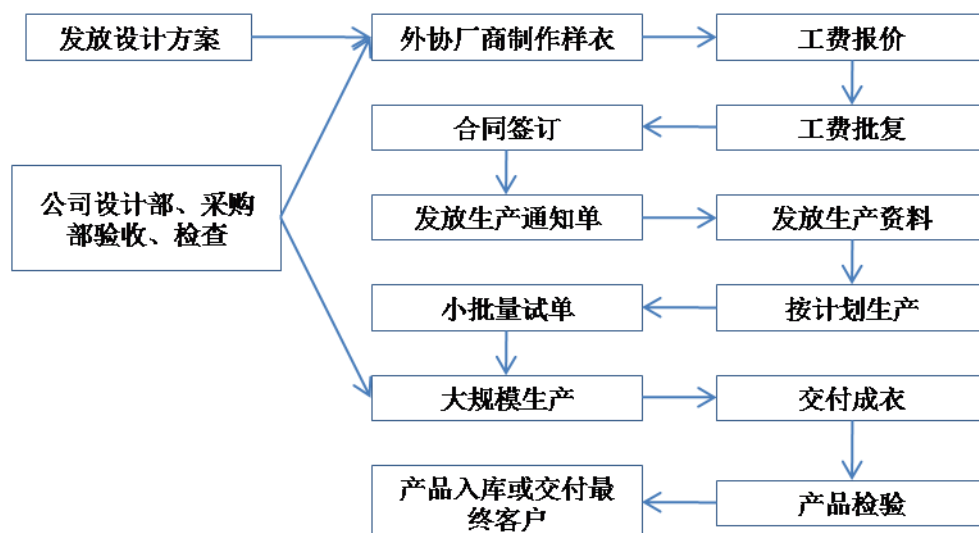 发放设计方案
外协厂商制作样衣
工费报价
合同签订
工费批复
公司设计部、采购
部验收、检查
发放生产通知单
发放生产资料
小批量试单
按计划生产
大规模生产
交付成衣
产品入库或交付最
终客户
产品检验